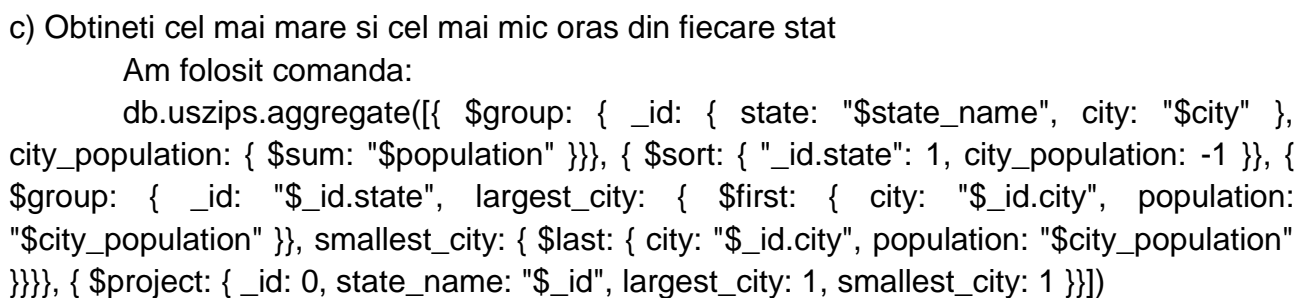 c) Obtineti cel mai mare si cel mai mic oras din fiecare stat
Am folosit comanda:
db.uszips.aggregate([{ $group: { _id: { state: "$state_name", city: "$city" },
city_population: { $sum: "$population" }}}, { $sort: { "_id.state": 1, city_population: -1 }}, {
$group: { _id: "$_id.state", largest_city: { $first: { city: "$_id.city", population:
"$city_population" }}, smallest_city: { $last: { city: "$_id.city", population: "$city_population"
}}}}, { $project: { _id: 0, state_name: "$_id", largest_city: 1, smallest_city: 1 }}])